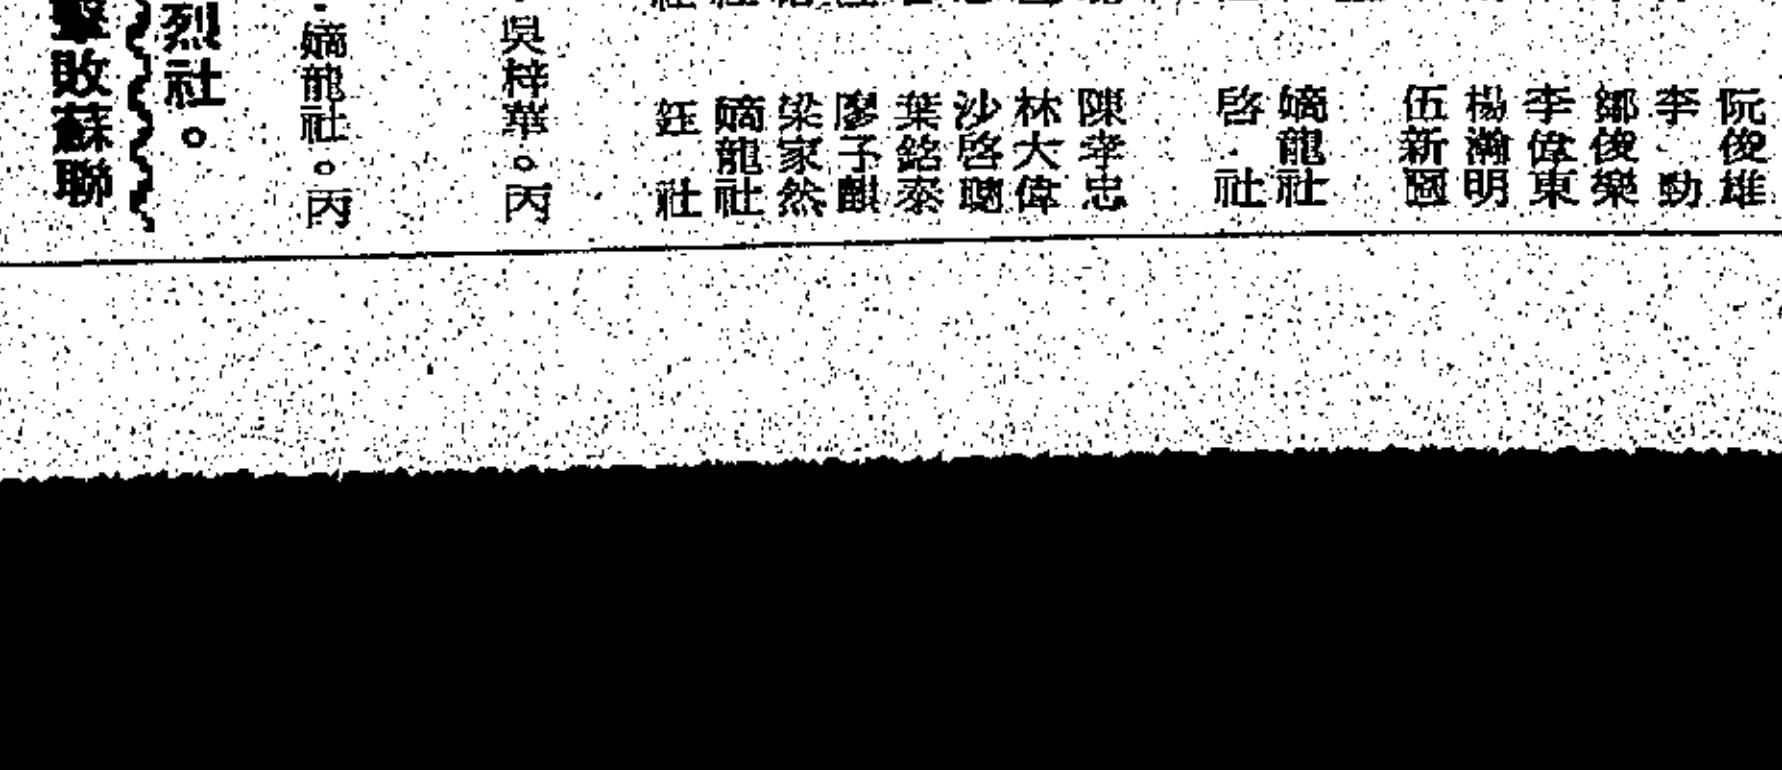 阮俊雄
李勁
鄒俊樂
李偉東
楊瀚明
伍新國
嫡龍社
啓社
陳孝忠
林大偉
沙啓聰
葉銘泰
廖子麒
梁家然
嫡龍社
鈺社
吳梓華。丙
嫡龍社。丙
烈社。
擊敗蘇聯